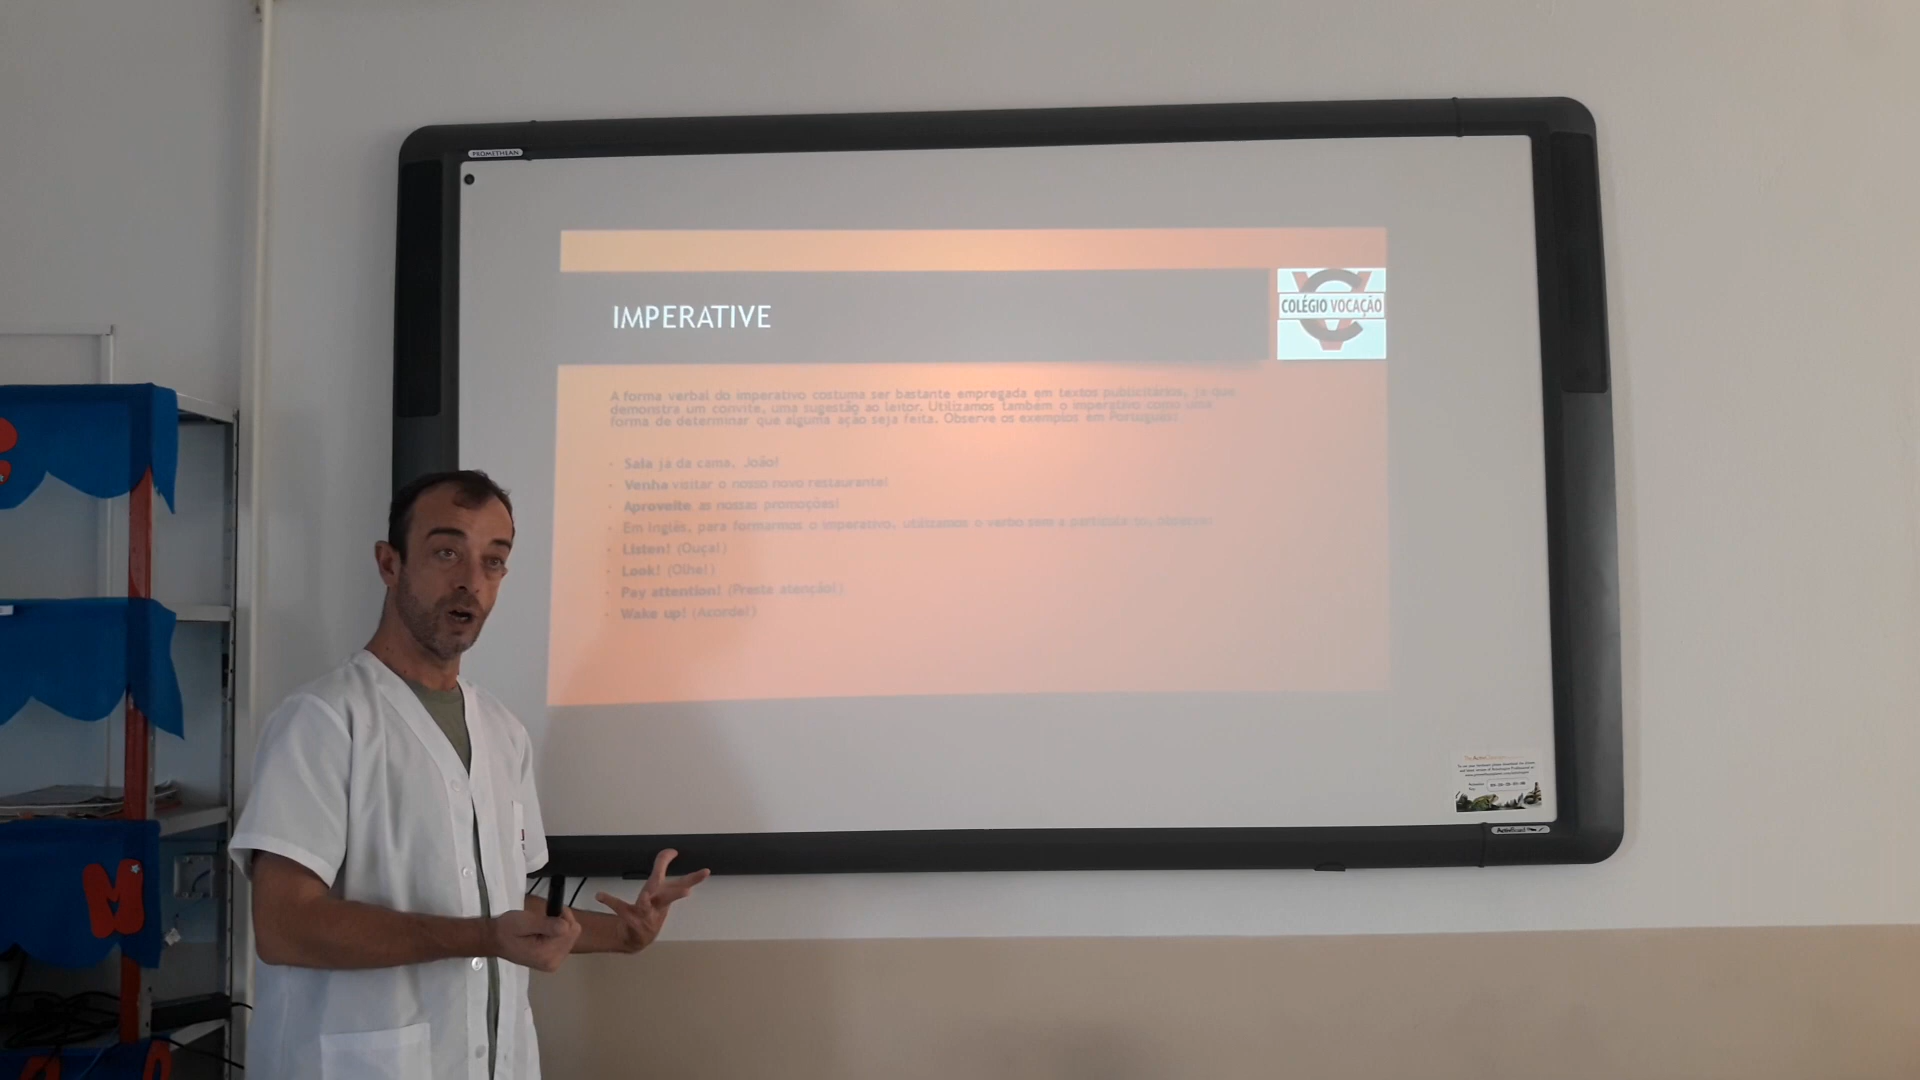 PROMETHEAN
IMPERATIVE
COLÉGIO VOCAÇÃO
A forma verbal do imperativo costuma ser bastante empregada em textos publicitários, já que
demonstra um convite, uma sugestão ao leitor. Utilizamos também o imperativo como uma
forma de determinar que alguma ação seja feita. Observe os exemplos em Português:
- Saia já da cama, João!
- Venha visitar o nosso novo restaurante!
- Aproveite as nossas promoções!
- Em Inglês, para formarmos o imperativo, utilizamos o verbo sem a partícula to, observe:
- Listen! (Ouça!)
- Look! (Olhe!)
- Pay attention! (Preste atenção!)
- Wake up! (Acorde!)
ActivBoard
M